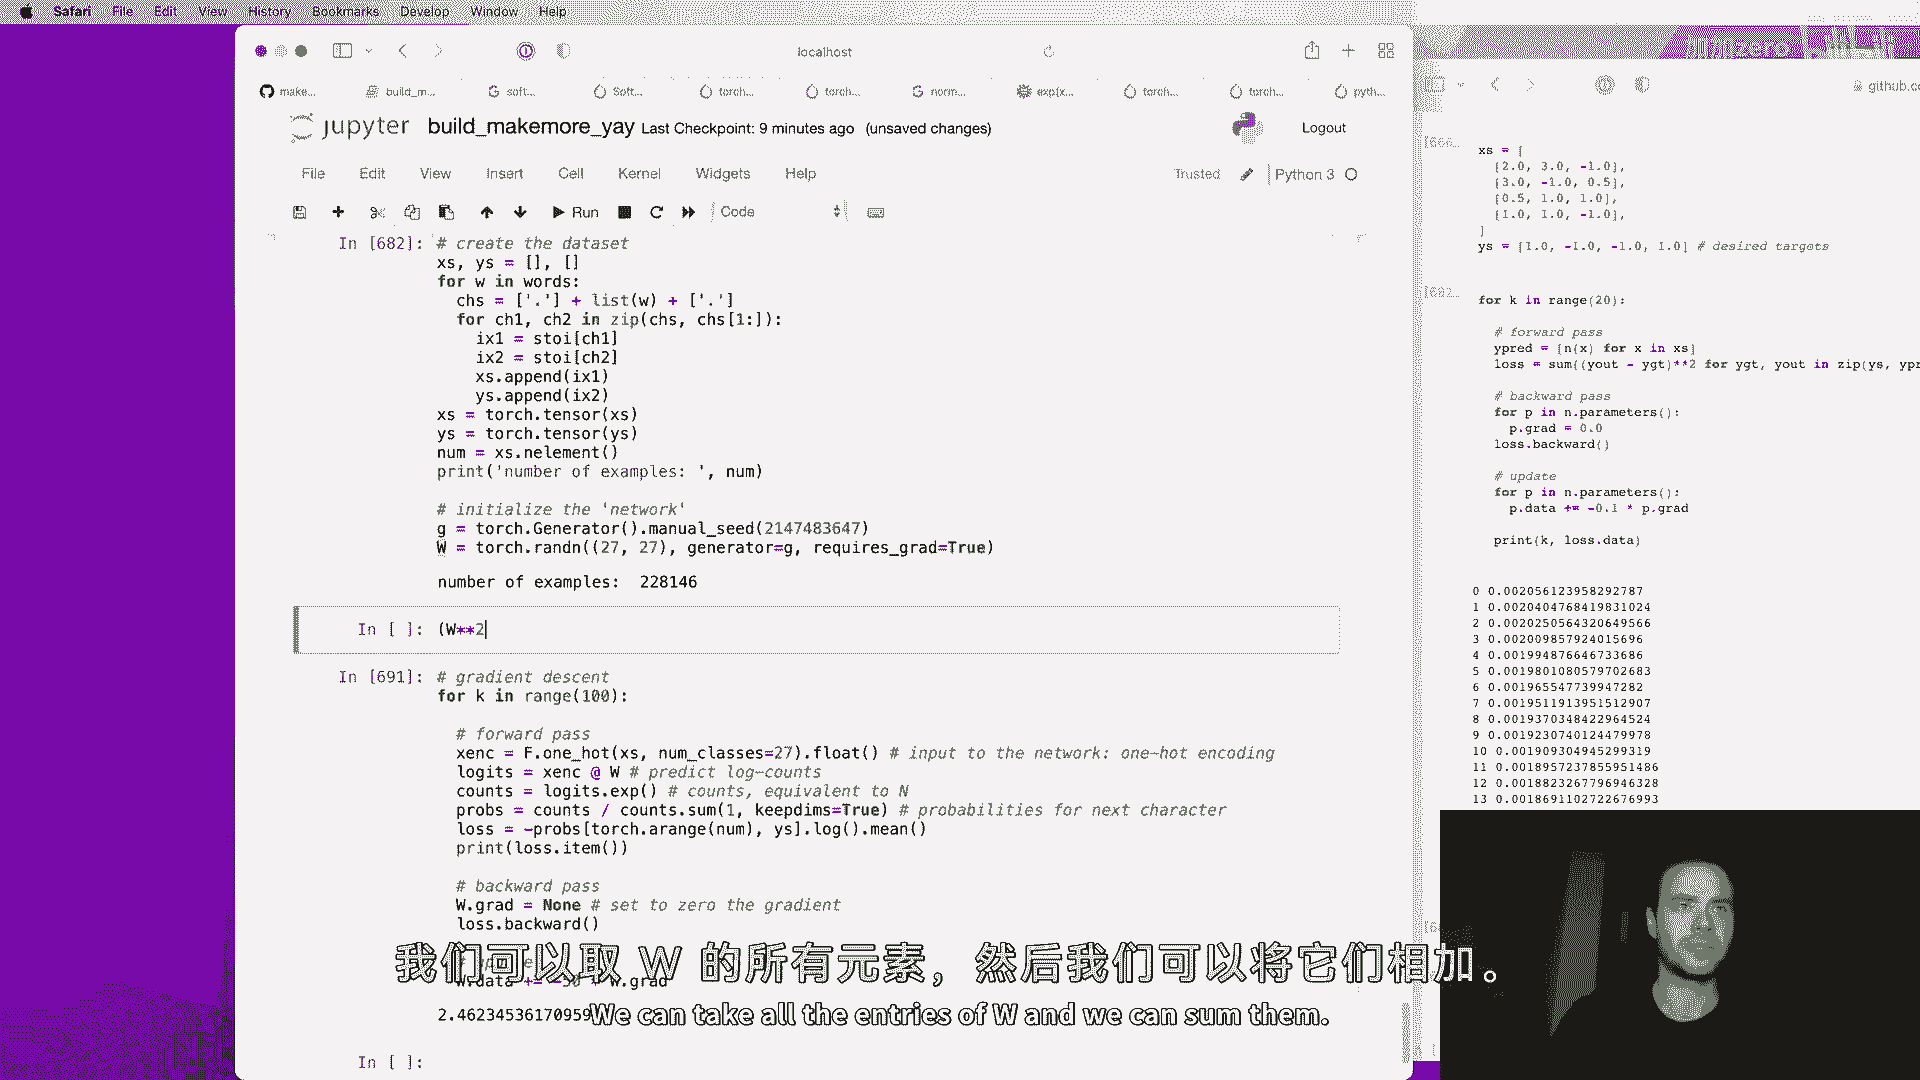 Safari File Edit View History Bookmarks Develop Window Help
localhost
make... build_m... soft... Soft... torch... torch... norm... exp(x... torch... torch... pyth...
jupyter build_makemore_yay Last Checkpoint: 9 minutes ago (unsaved changes)
Logout
File Edit View Insert Cell Kernel Widgets Help
Trusted Python 3
Run Code
In [682]: # create the dataset
xs, ys = [], []
for w in words:
chs = ['.'] + list(w) + ['.']
for ch1, ch2 in zip(chs, chs[1:]):
ix1 = stoi[ch1]
ix2 = stoi[ch2]
xs.append(ix1)
ys.append(ix2)
xs = torch.tensor(xs)
ys = torch.tensor(ys)
num = xs.nelement()
print('number of examples: ', num)
# initialize the 'network'
g = torch.Generator().manual_seed(2147483647)
W = torch.randn((27, 27), generator=g, requires_grad=True)
number of examples:  228146
In [ ]: (W**2
In [691]: # gradient descent
for k in range(100):
# forward pass
xenc = F.one_hot(xs, num_classes=27).float() # input to the network: one-hot encoding
logits = xenc @ W # predict log-counts
counts = logits.exp() # counts, equivalent to N
probs = counts / counts.sum(1, keepdims=True) # probabilities for next character
loss = -probs[torch.arange(num), ys].log().mean()
print(loss.item())
# backward pass
W.grad = None # set to zero the gradient
loss.backward()
W.data += -50 * W.grad
2.46234536170959
In [ ]:
github.co
xs = [
[2.0, 3.0, -1.0],
[3.0, -1.0, 0.5],
[0.5, 1.0, 1.0],
[1.0, 1.0, -1.0],
]
ys = [1.0, -1.0, -1.0, 1.0] # desired targets
for k in range(20):
# forward pass
ypred = [n(x) for x in xs]
loss = sum((yout - ygt)**2 for ygt, yout in zip(ys, ypr
# backward pass
for p in n.parameters():
p.grad = 0.0
loss.backward()
# update
for p in n.parameters():
p.data += -0.1 * p.grad
print(k, loss.data)
0 0.002056123958292787
1 0.0020404768419831024
2 0.0020250564320649566
3 0.002009857924015696
4 0.001994876646733686
5 0.0019801080579702683
6 0.001965547739947282
7 0.0019511913951512907
8 0.0019370348422964524
9 0.0019230740124479978
10 0.001909304945299319
11 0.0018957237855951486
12 0.0018823267796946328
13 0.0018691102722676993
我们可以取 W 的所有元素，然后我们可以将它们相加。
We can take all the entries of W and we can sum them.